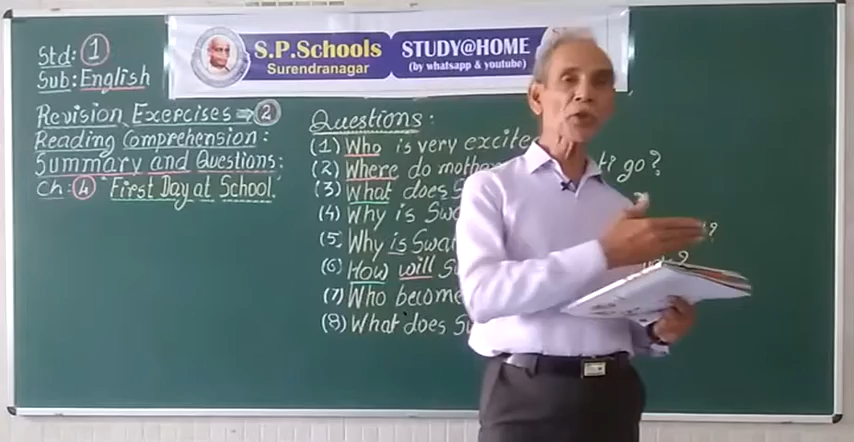 S.P.Schools
Surendranagar
STUDY@HOME
(by whatsapp & youtube)
Std: 1
Sub: English
Revision Exercises ⇒ 2
Reading Comprehension:
Summary and Questions:
Ch: 4 "First Day at School."
Questions:
(1) Who is very excite
(2) Where do mothe ti go?
(3) What does S
(4) Why is Swa
(5) Why is Swa ?
(6) How will S ?
(7) Who become
(8) What does S